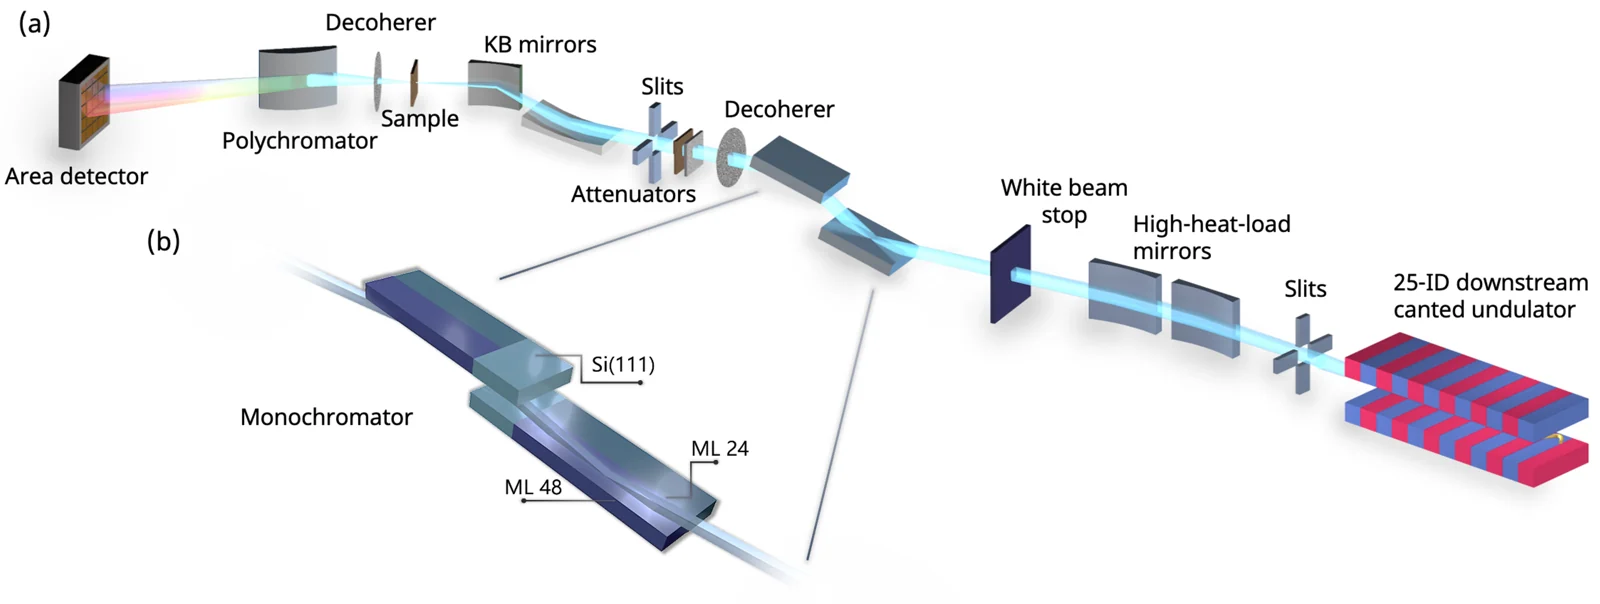 (a)
Decoherer
KB mirrors
Slits
Decoherer
Sample
Polychromator
Area detector
Attenuators
White beam
stop
High-heat-load
mirrors
Slits
25-ID downstream
canted undulator
(b)
Si(111)
Monochromator
ML 24
ML 48